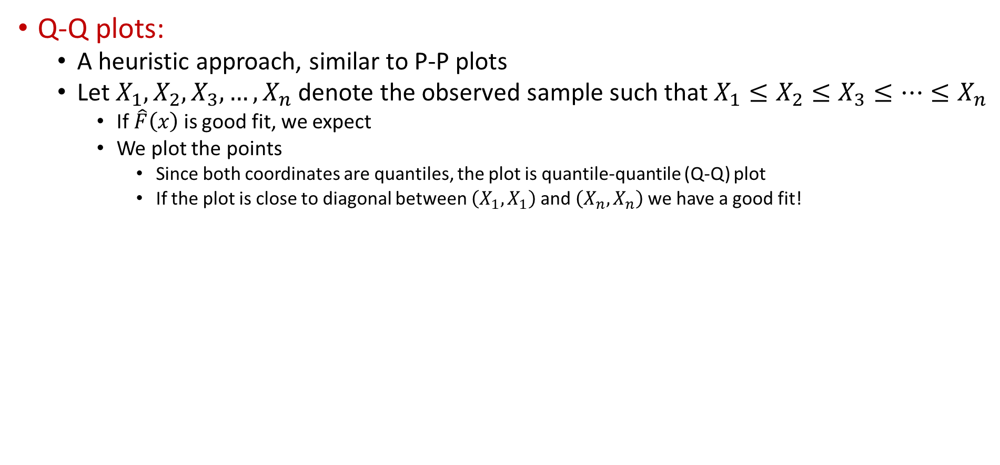 • Q-Q plots:
• A heuristic approach, similar to P-P plots
• Let X₁, X₂, X₃, … , Xₙ denote the observed sample such that X₁ ≤ X₂ ≤ X₃ ≤ ⋯ ≤ Xₙ
• If F̂(x) is good fit, we expect
• We plot the points
• Since both coordinates are quantiles, the plot is quantile-quantile (Q-Q) plot
• If the plot is close to diagonal between (X₁, X₁) and (Xₙ, Xₙ) we have a good fit!